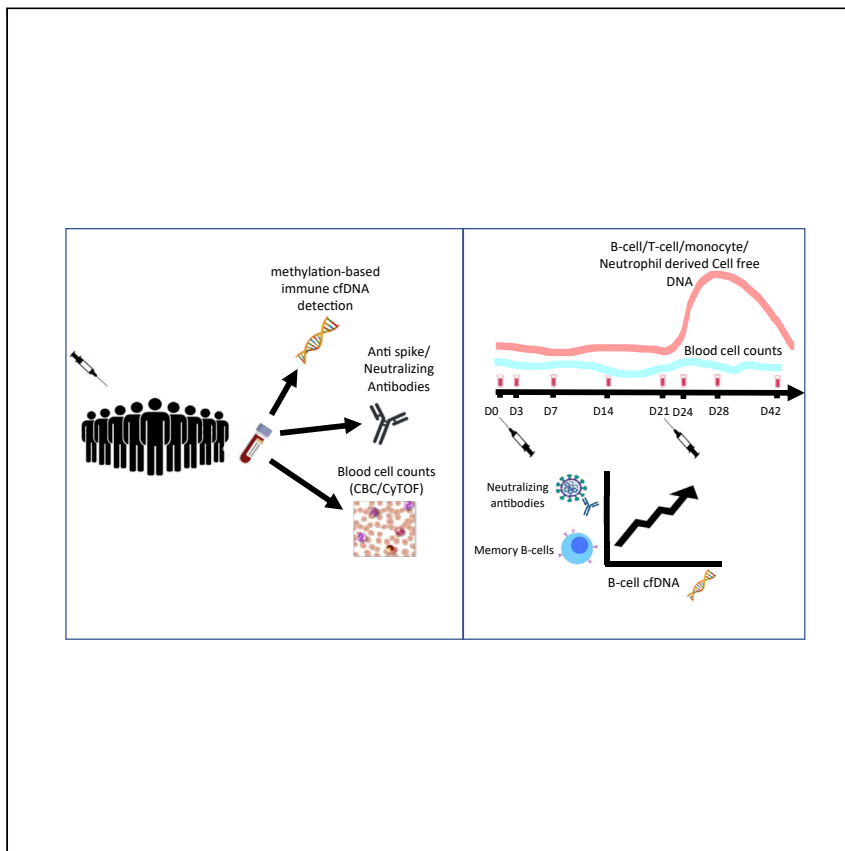 methylation-based
immune cfDNA
detection
Anti spike/
Neutralizing
Antibodies
Blood cell counts
(CBC/CyTOF)
B-cell/T-cell/monocyte/
Neutrophil derived Cell free
DNA
Blood cell counts
D0 D3 D7 D14 D21 D24 D28 D42
Neutralizing
antibodies
Memory B-cells
B-cell cfDNA